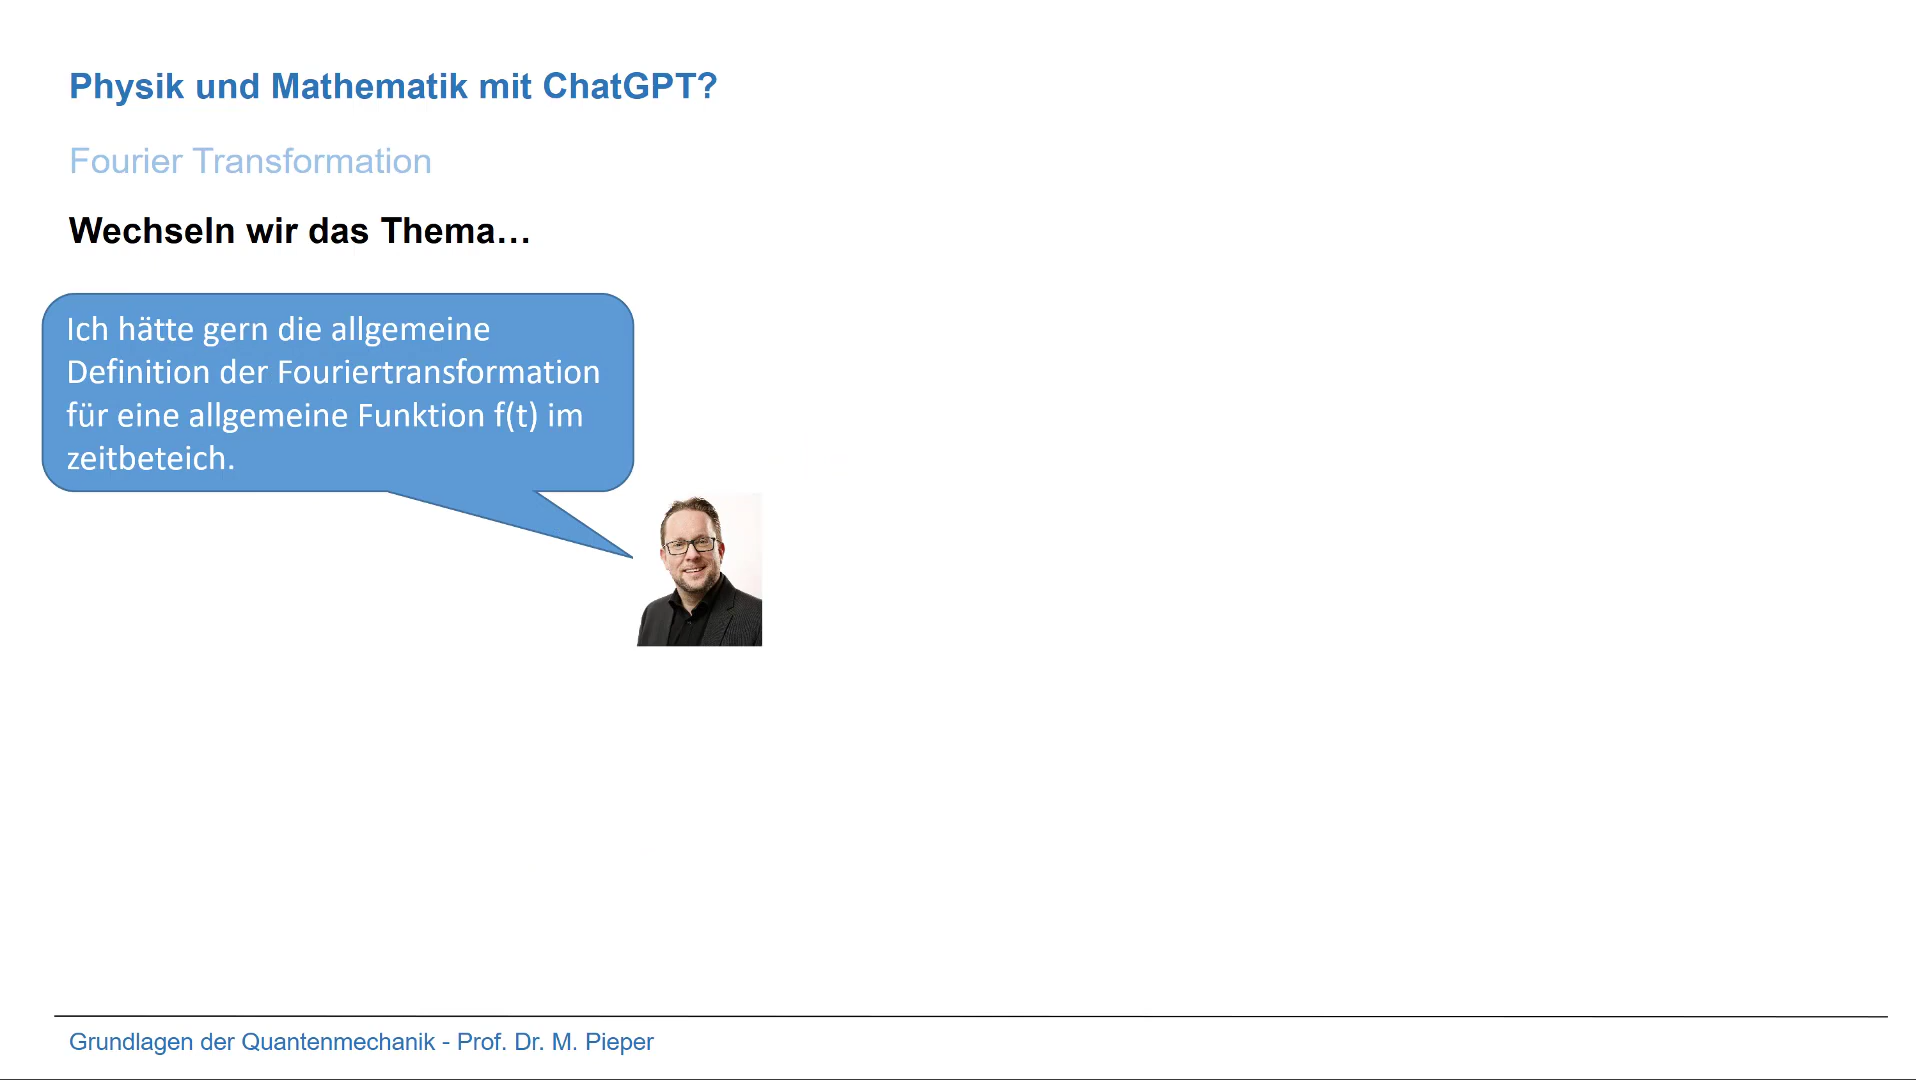 Physik und Mathematik mit ChatGPT?
Fourier Transformation
Wechseln wir das Thema…
Ich hätte gern die allgemeine
Definition der Fouriertransformation
für eine allgemeine Funktion f(t) im
zeitbeteich.
Grundlagen der Quantenmechanik - Prof. Dr. M. Pieper